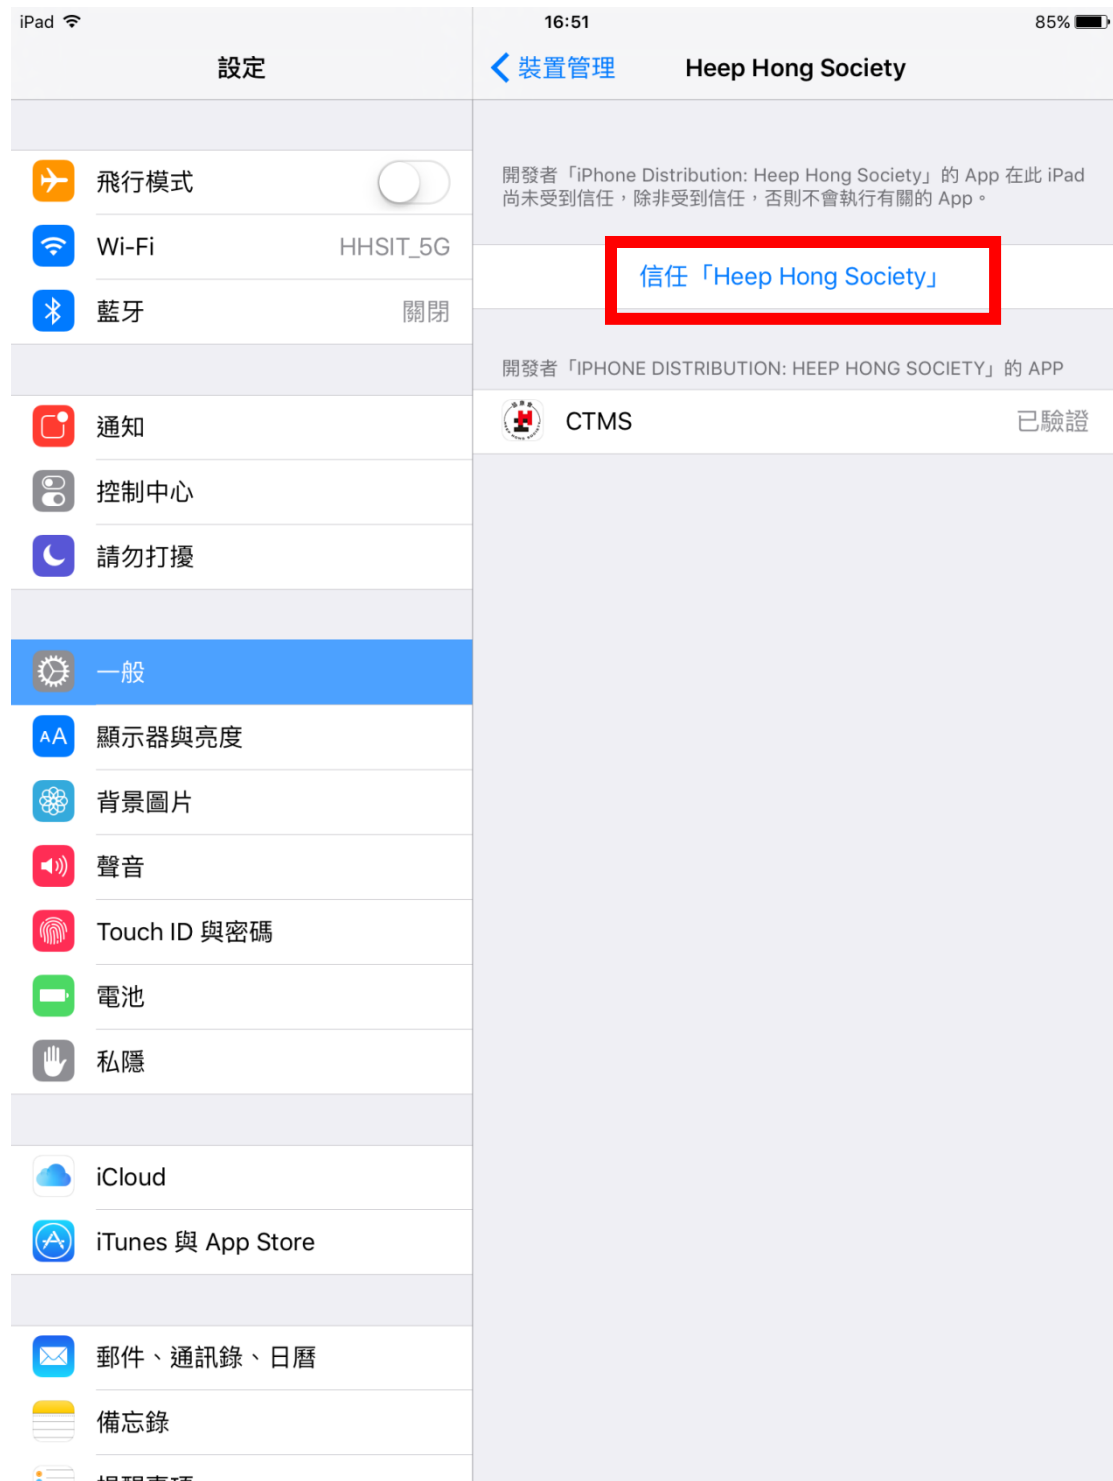 iPad
16:51
85%
設定
裝置管理
Heep Hong Society
飛行模式
Wi-Fi
HHSIT_5G
藍牙
關閉
通知
控制中心
請勿打擾
一般
顯示器與亮度
背景圖片
聲音
Touch ID 與密碼
電池
私隱
iCloud
iTunes 與 App Store
郵件、通訊錄、日曆
備忘錄
開發者「iPhone Distribution: Heep Hong Society」的 App 在此 iPad
尚未受到信任，除非受到信任，否則不會執行有關的 App。
信任「Heep Hong Society」
開發者「IPHONE DISTRIBUTION: HEEP HONG SOCIETY」的 APP
CTMS
已驗證